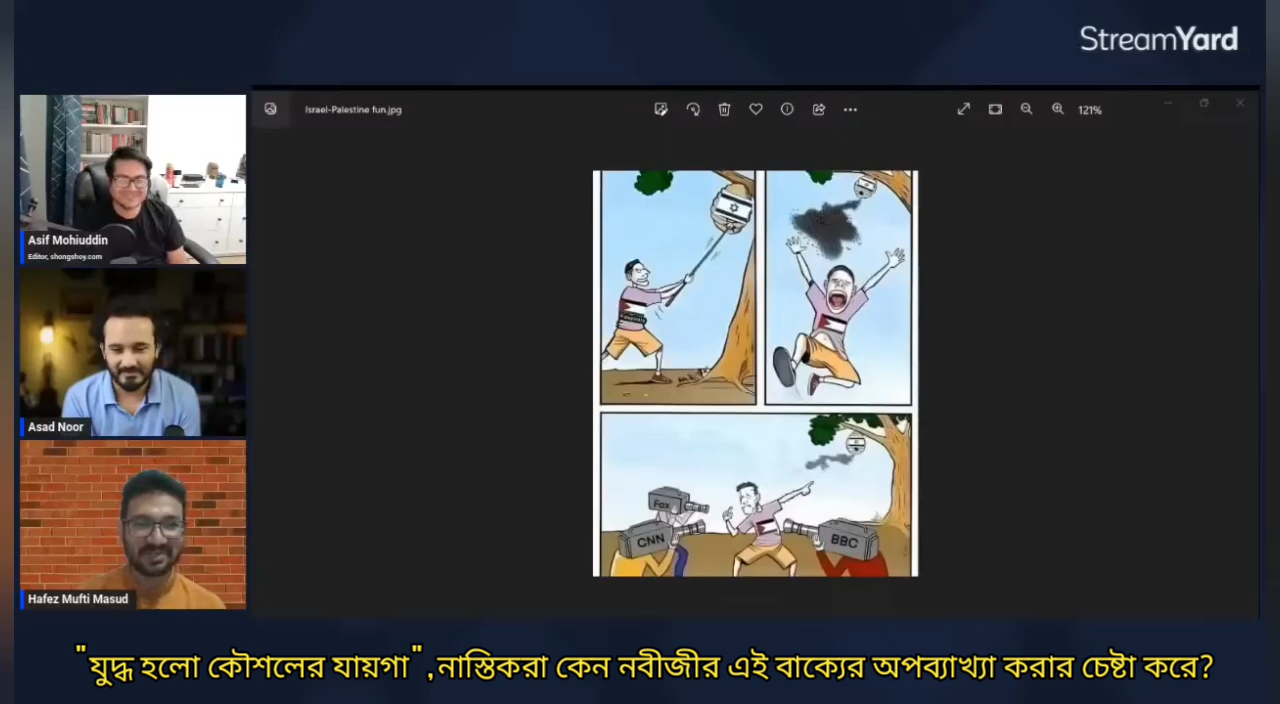 StreamYard
Israel-Palestine fun.jpg
121%
Asif Mohiuddin
Editor, shongshoy.com
Asad Noor
Hafez Mufti Masud
Fox
CNN
BBC
"যুদ্ধ হলো কৌশলের যায়গা",নাস্তিকরা কেন নবীজীর এই বাক্যের অপব্যাখ্যা করার চেষ্টা করে?